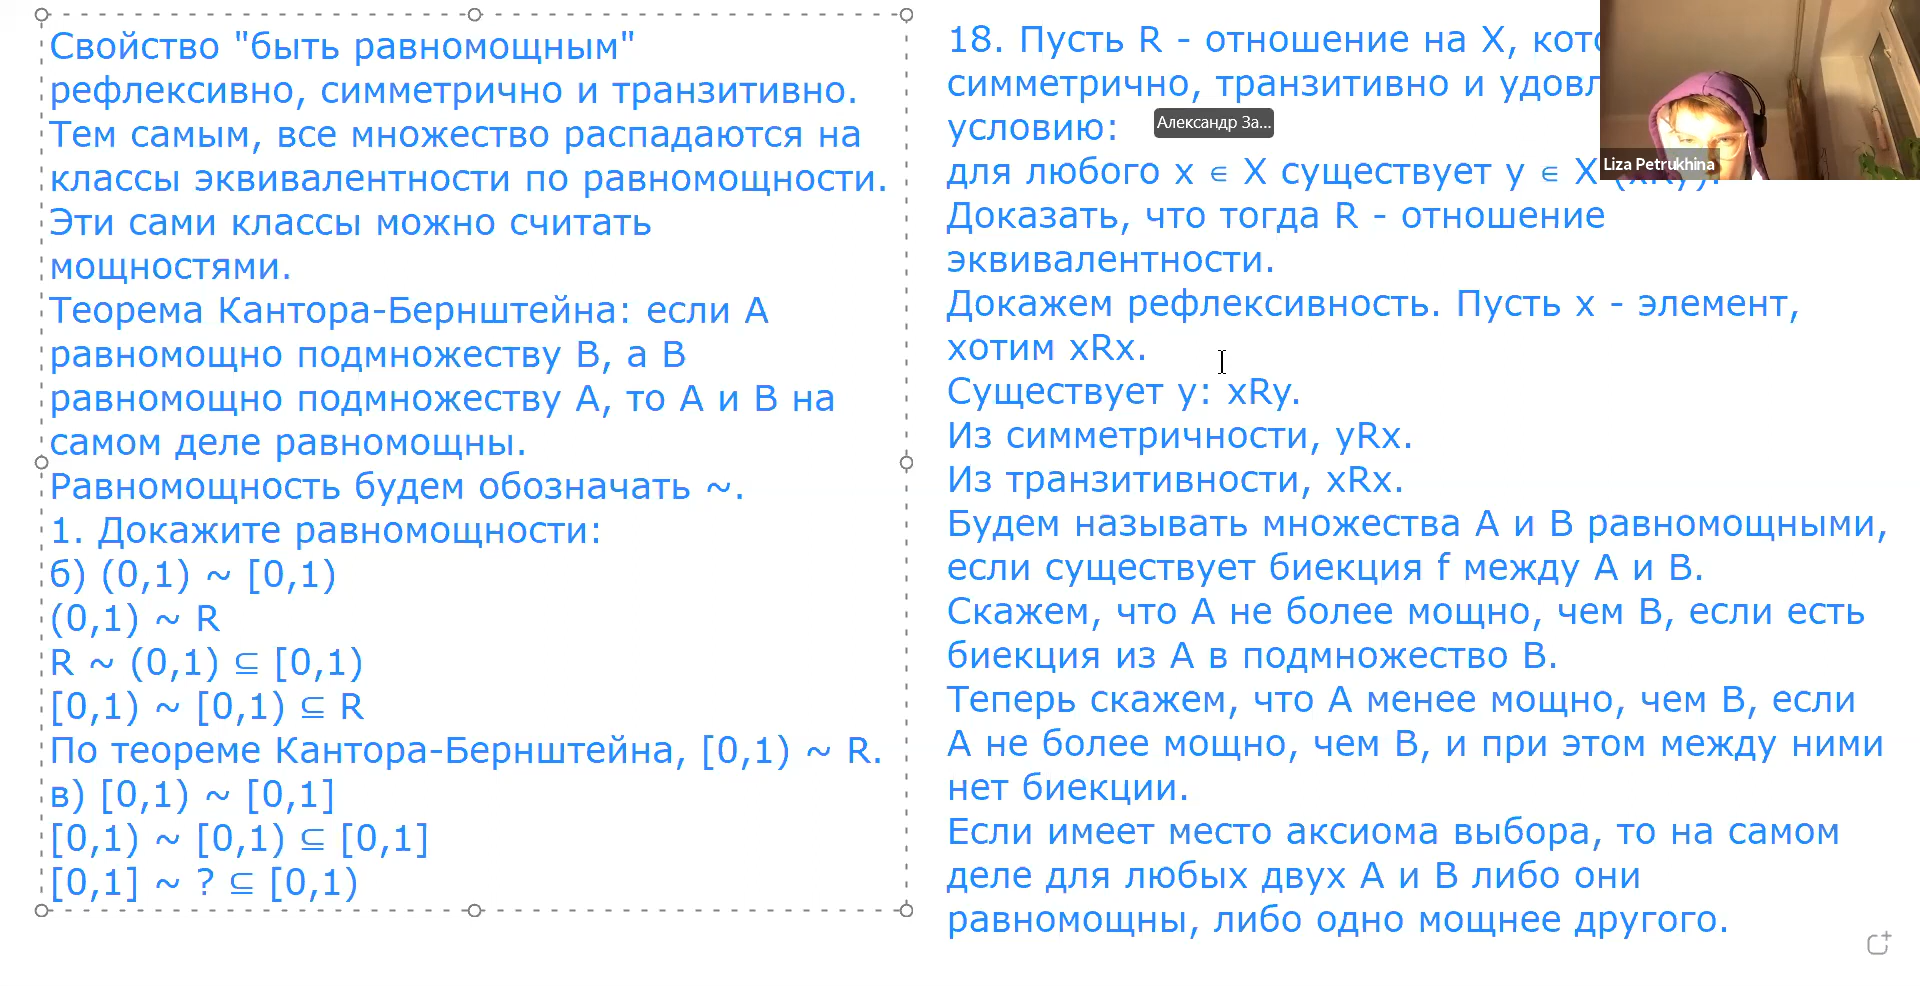 Свойство "быть равномощным"
рефлексивно, симметрично и транзитивно.
Тем самым, все множество распадаются на
классы эквивалентности по равномощности.
Эти сами классы можно считать
мощностями.
Теорема Кантора-Бернштейна: если A
равномощно подмножеству B, а B
равномощно подмножеству A, то A и B на
самом деле равномощны.
Равномощность будем обозначать ~.
1. Докажите равномощности:
б) (0,1) ~ [0,1)
(0,1) ~ R
R ~ (0,1) ⊆ [0,1)
[0,1) ~ [0,1) ⊆ R
По теореме Кантора-Бернштейна, [0,1) ~ R.
в) [0,1) ~ [0,1]
[0,1) ~ [0,1) ⊆ [0,1]
[0,1] ~ ? ⊆ [0,1)
18. Пусть R - отношение на X,
симметрично, транзитивно и
условию:
Александр За...
для любого x ∈ X существует y ∈ X (xRy).
Liza Petrukhina
Доказать, что тогда R - отношение
эквивалентности.
Докажем рефлексивность. Пусть x - элемент,
хотим xRx.
Существует y: xRy.
Из симметричности, yRx.
Из транзитивности, xRx.
Будем называть множества A и B равномощными,
если существует биекция f между A и B.
Скажем, что A не более мощно, чем B, если есть
биекция из A в подмножество B.
Теперь скажем, что A менее мощно, чем B, если
A не более мощно, чем B, и при этом между ними
нет биекции.
Если имеет место аксиома выбора, то на самом
деле для любых двух A и B либо они
равномощны, либо одно мощнее другого.